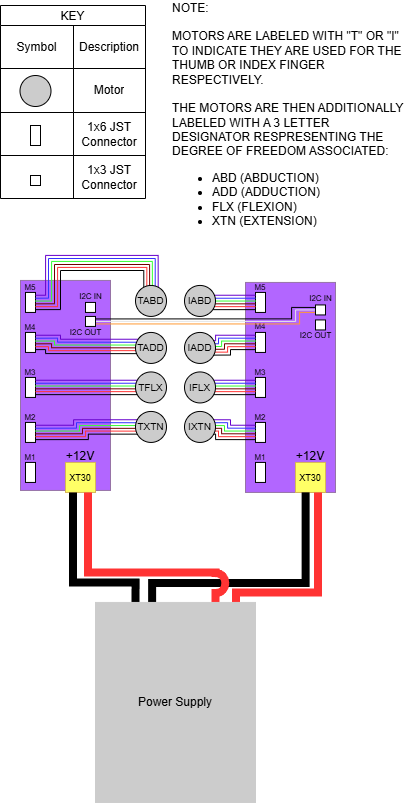 KEY
Symbol Description
Motor
1x6 JST
Connector
1x3 JST
Connector
NOTE:
MOTORS ARE LABELED WITH "T" OR "I"
TO INDICATE THEY ARE USED FOR THE
THUMB OR INDEX FINGER
RESPECTIVELY.
THE MOTORS ARE THEN ADDITIONALLY
LABELED WITH A 3 LETTER
DESIGNATOR RESPRESENTING THE
DEGREE OF FREEDOM ASSOCIATED:
• ABD (ABDUCTION)
• ADD (ADDUCTION)
• FLX (FLEXION)
• XTN (EXTENSION)
M5
I2C IN
I2C OUT
M4
M3
M2
M1
+12V
XT30
TABD
TADD
TFLX
TXTN
IABD
IADD
IFLX
IXTN
M5
I2C IN
I2C OUT
M4
M3
M2
M1
+12V
XT30
Power Supply